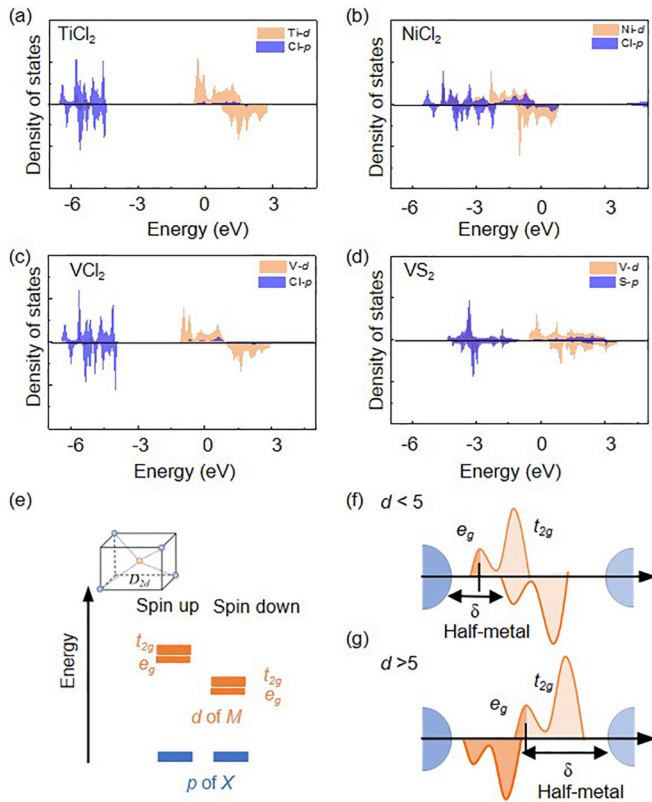 (a)
TiCl2
Ti-d
Cl-p
Density of states
-6
-3
0
3
Energy (eV)
(b)
NiCl2
Ni-d
Cl-p
Density of states
-6
-3
0
3
Energy (eV)
(c)
VCl2
V-d
Cl-p
Density of states
-6
-3
0
3
Energy (eV)
(d)
VS2
V-d
S-p
Density of states
-6
-3
0
3
Energy (eV)
(e)
D2d
Spin up Spin down
Energy
t2g
eg
t2g
eg
d of M
p of X
(f) d < 5
eg
t2g
δ
Half-metal
(g) d >5
eg
t2g
δ
Half-metal